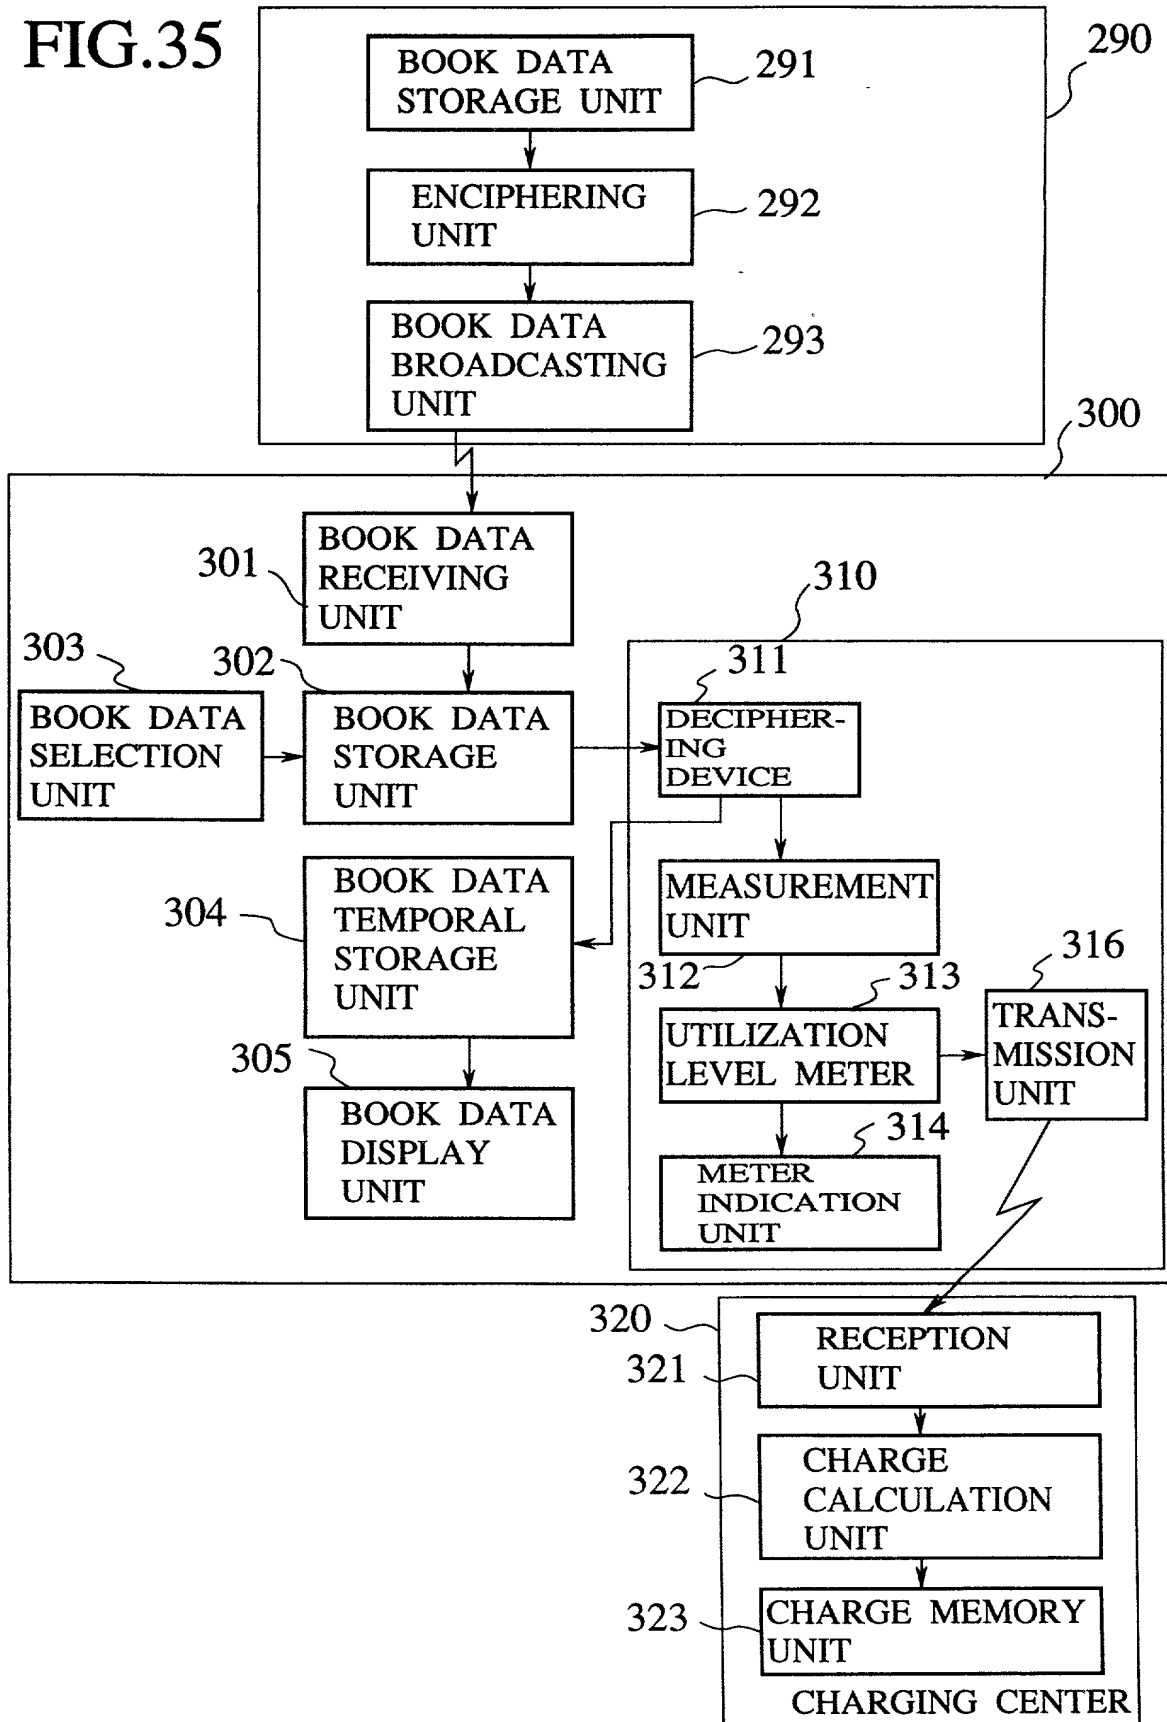 FIG.35
290
BOOK DATA
STORAGE UNIT
291
ENCIPHERING
UNIT
292
BOOK DATA
BROADCASTING
UNIT
293
300
BOOK DATA
RECEIVING
UNIT
301
303
BOOK DATA
SELECTION
UNIT
302
BOOK DATA
STORAGE
UNIT
310
311
DECIPHER-
ING
DEVICE
304
BOOK DATA
TEMPORAL
STORAGE
UNIT
MEASUREMENT
UNIT
312
313
UTILIZATION
LEVEL METER
316
TRANS-
MISSION
UNIT
305
BOOK DATA
DISPLAY
UNIT
314
METER
INDICATION
UNIT
320
RECEPTION
UNIT
321
CHARGE
CALCULATION
UNIT
322
CHARGE MEMORY
UNIT
323
CHARGING CENTER